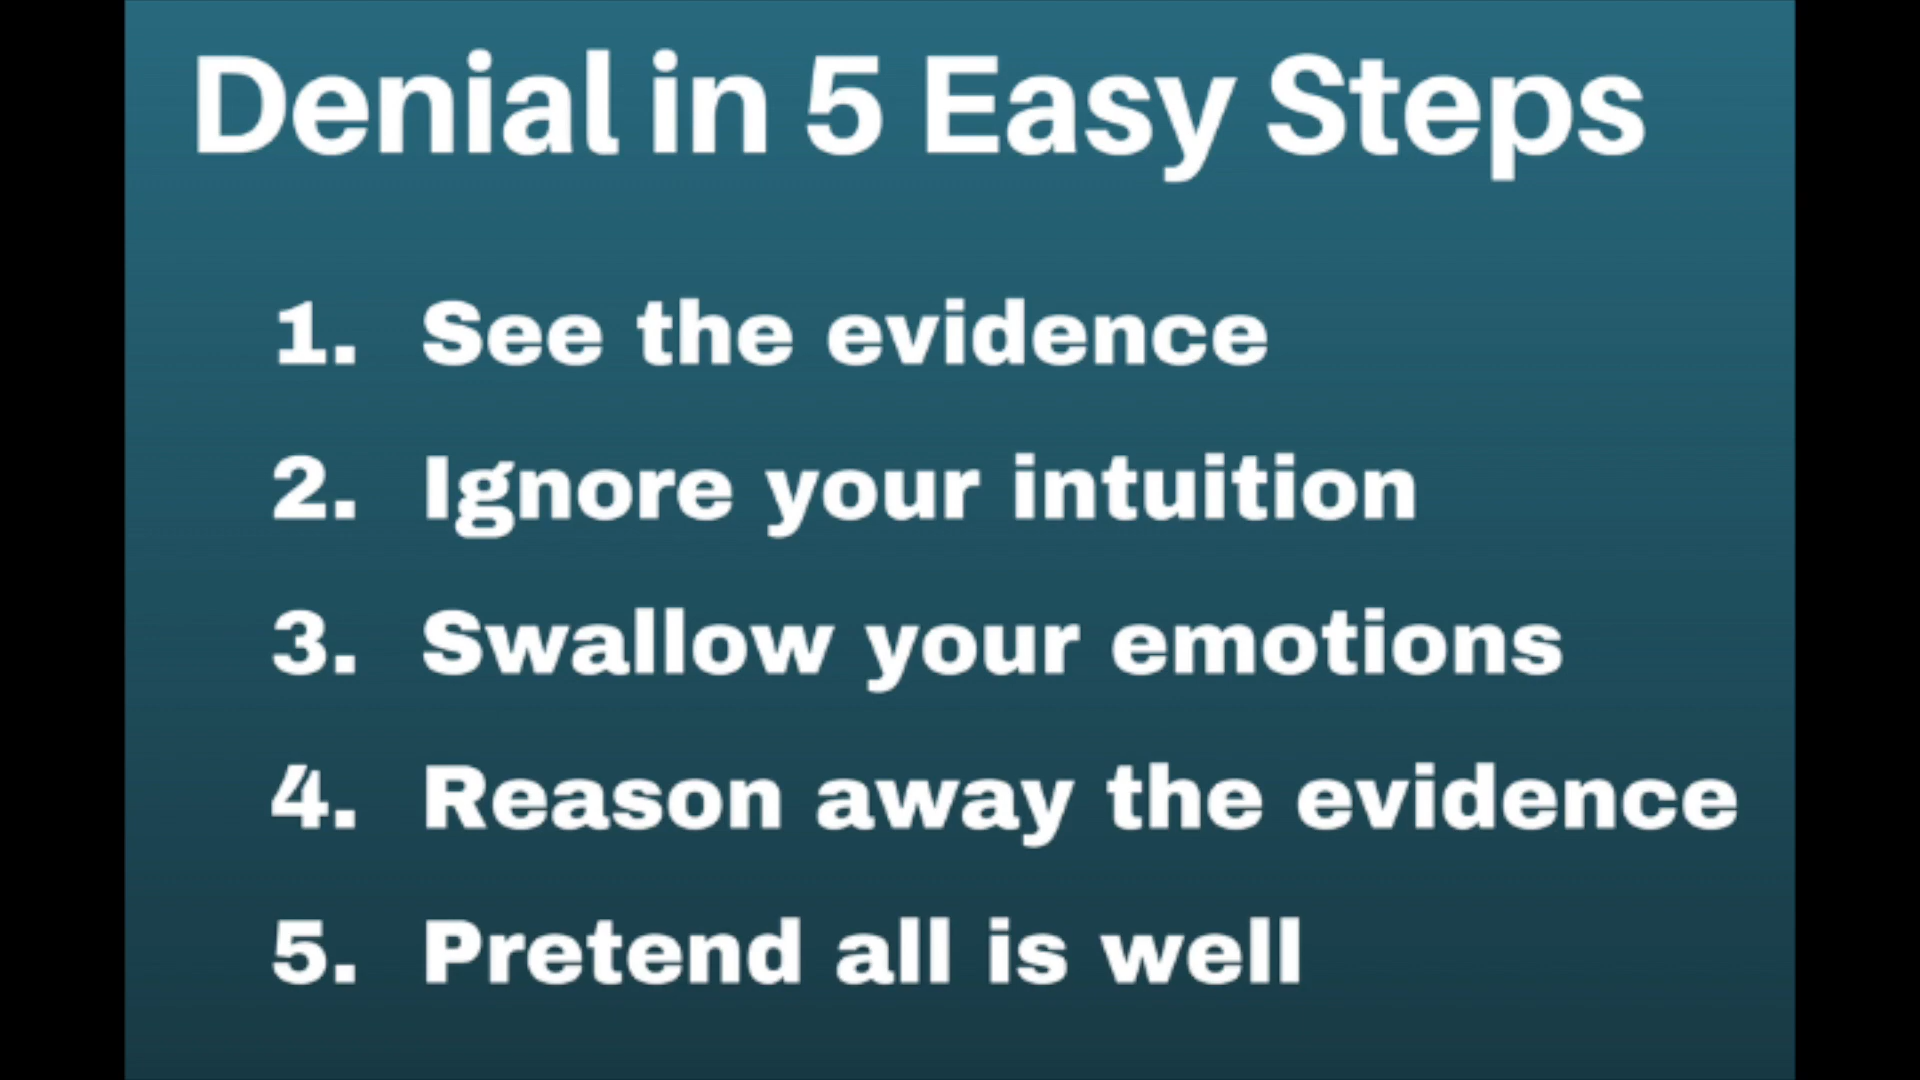 Denial in 5 Easy Steps
1. See the evidence
2. Ignore your intuition
3. Swallow your emotions
4. Reason away the evidence
5. Pretend all is well